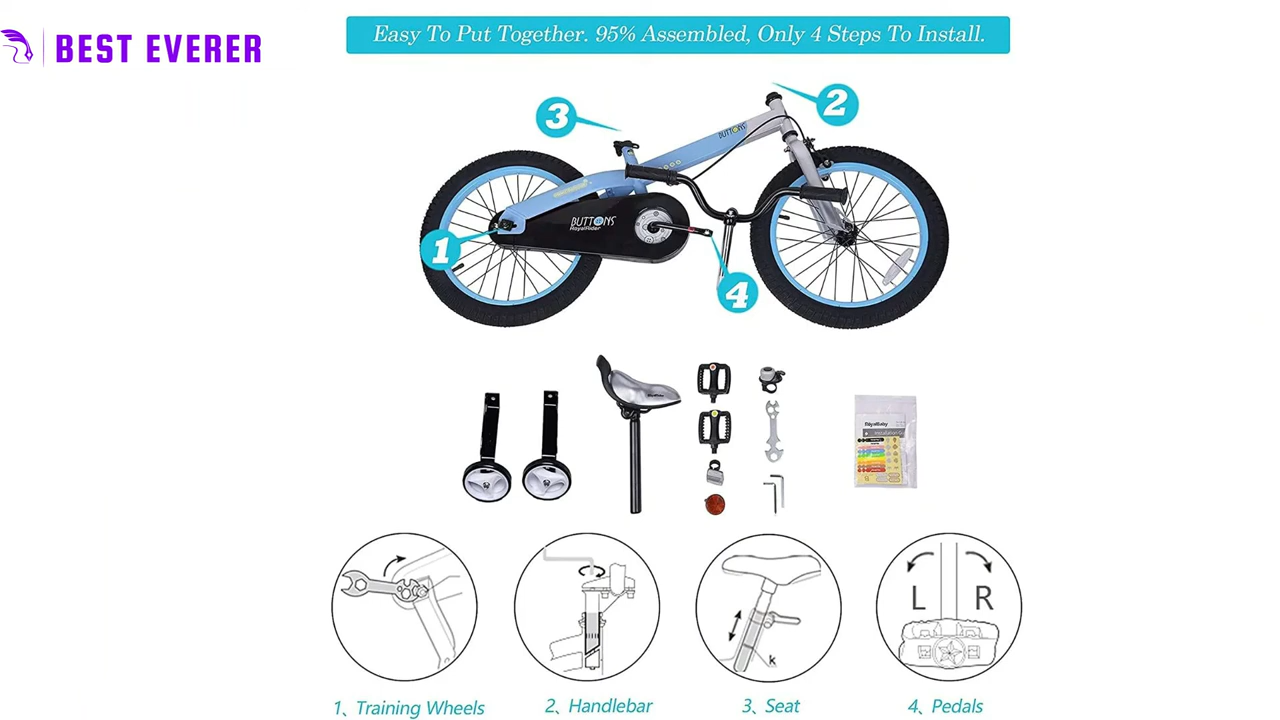 BEST EVERER
Easy To Put Together. 95% Assembled, Only 4 Steps To Install.
2
3
BUTTONS
BUTTONS
RoyalRider
1
4
RoyalBaby
L R
k
1、Training Wheels
2、Handlebar
3、Seat
4、Pedals